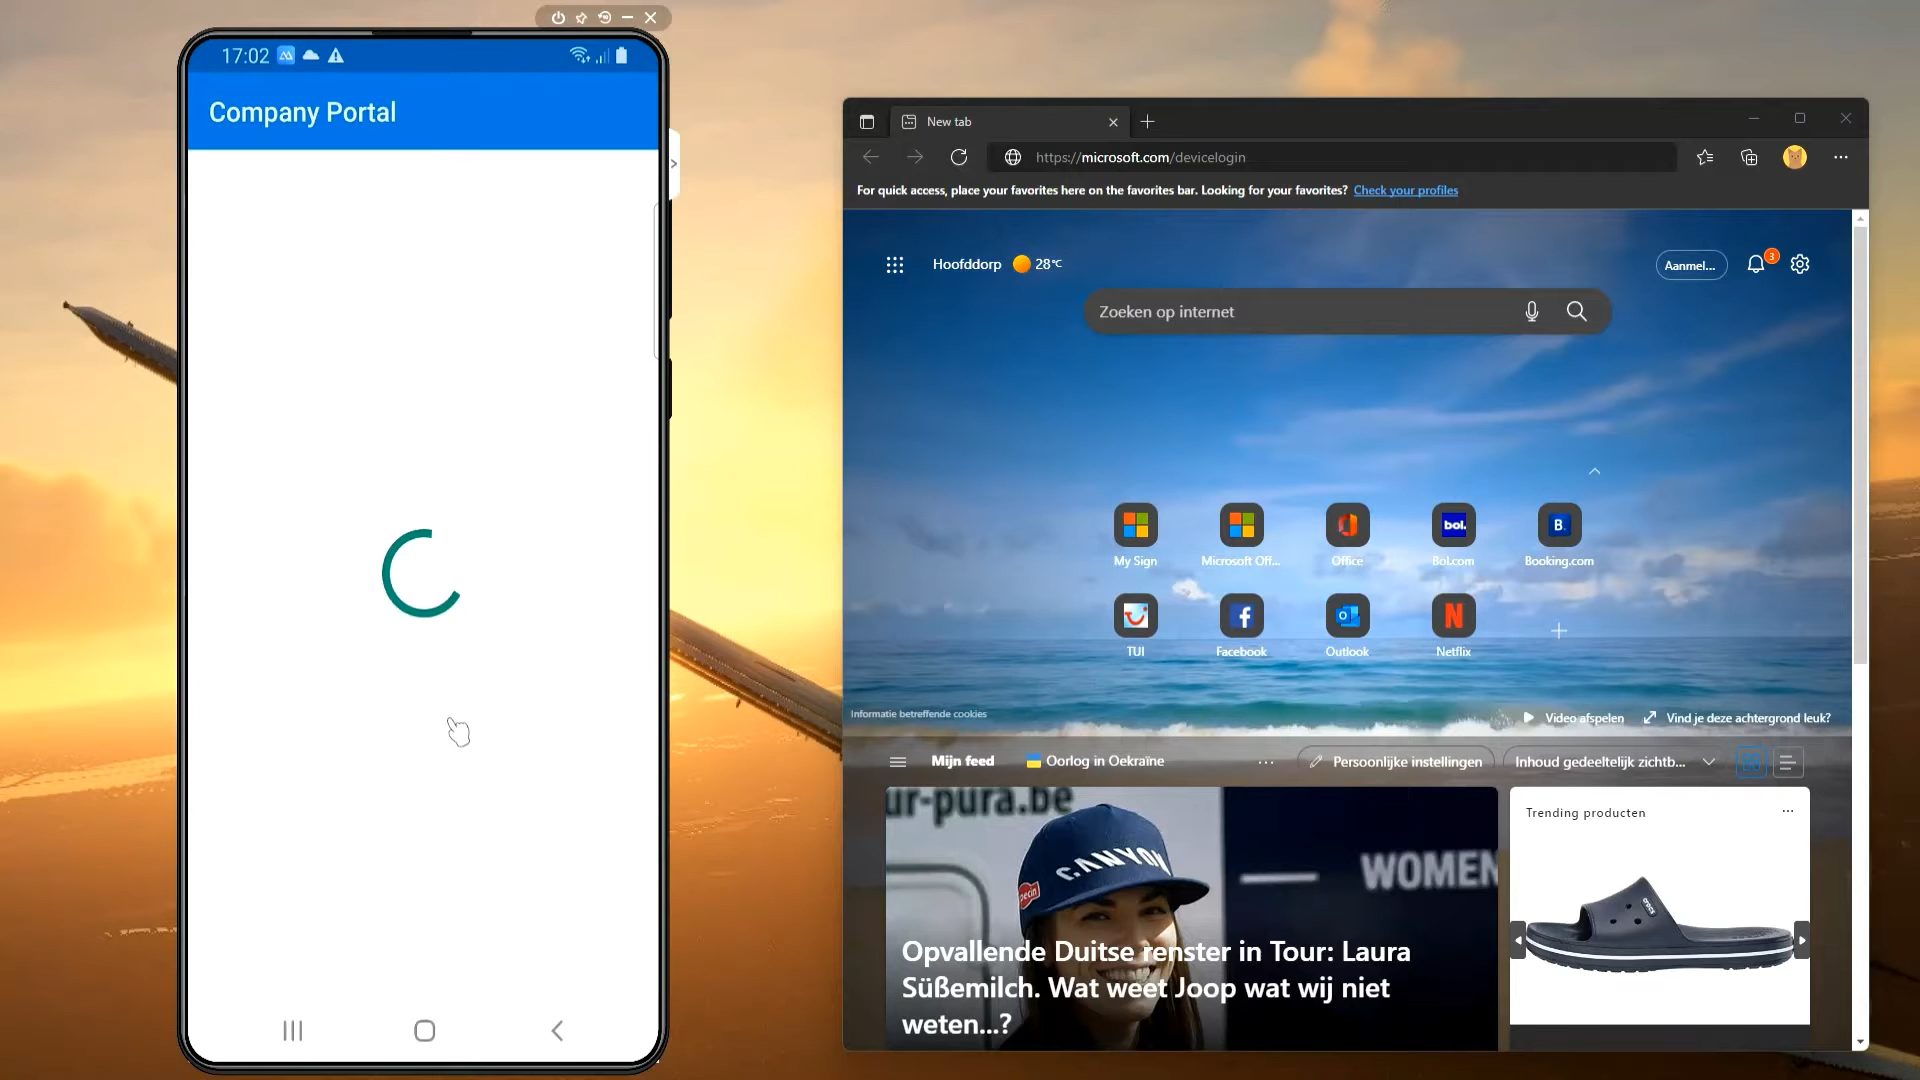 17:02
Company Portal
New tab
https://microsoft.com/devicelogin
For quick access, place your favorites here on the favorites bar. Looking for your favorites? Check your profiles
Hoofddorp 28°C
Aanmel...
3
Zoeken op internet
My Sign
Microsoft Off...
Office
bol.
Bol.com
B.
Booking.com
TUI
Facebook
Outlook
Netflix
Informatie betreffende cookies
Video afspelen
Vind je deze achtergrond leuk?
Mijn feed
Oorlog in Oekraïne
Persoonlijke instellingen
Inhoud gedeeltelijk zichtb...
ur-pura.be
CANYON
WOMEN
Opvallende Duitse renster in Tour: Laura
Süßemilch. Wat weet Joop wat wij niet
weten...?
Trending producten
crocs